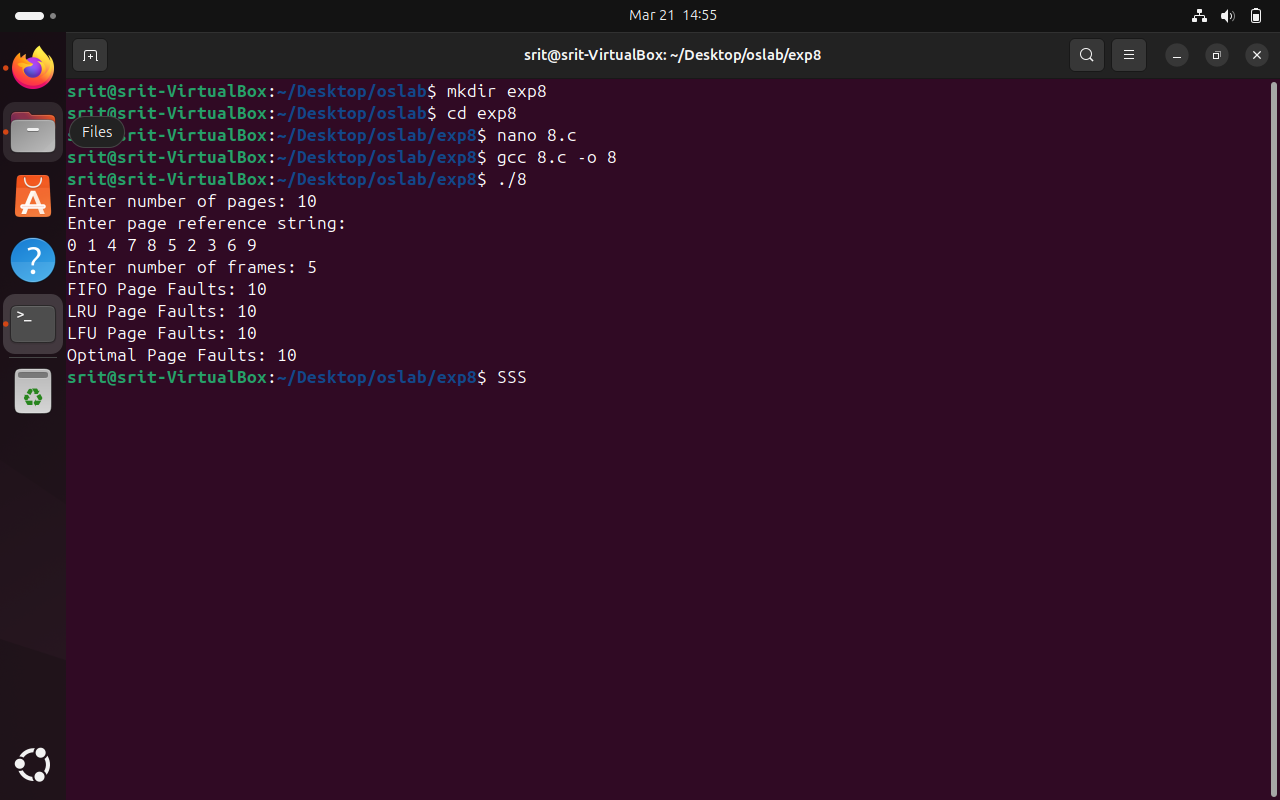 Mar 21 14:55
srit@srit-VirtualBox: ~/Desktop/oslab/exp8
srit@srit-VirtualBox:~/Desktop/oslab$ mkdir exp8
srit@srit-VirtualBox:~/Desktop/oslab$ cd exp8
Files
srit@srit-VirtualBox:~/Desktop/oslab/exp8$ nano 8.c
srit@srit-VirtualBox:~/Desktop/oslab/exp8$ gcc 8.c -o 8
srit@srit-VirtualBox:~/Desktop/oslab/exp8$ ./8
Enter number of pages: 10
Enter page reference string:
0 1 4 7 8 5 2 3 6 9
Enter number of frames: 5
FIFO Page Faults: 10
LRU Page Faults: 10
LFU Page Faults: 10
Optimal Page Faults: 10
srit@srit-VirtualBox:~/Desktop/oslab/exp8$ SSS